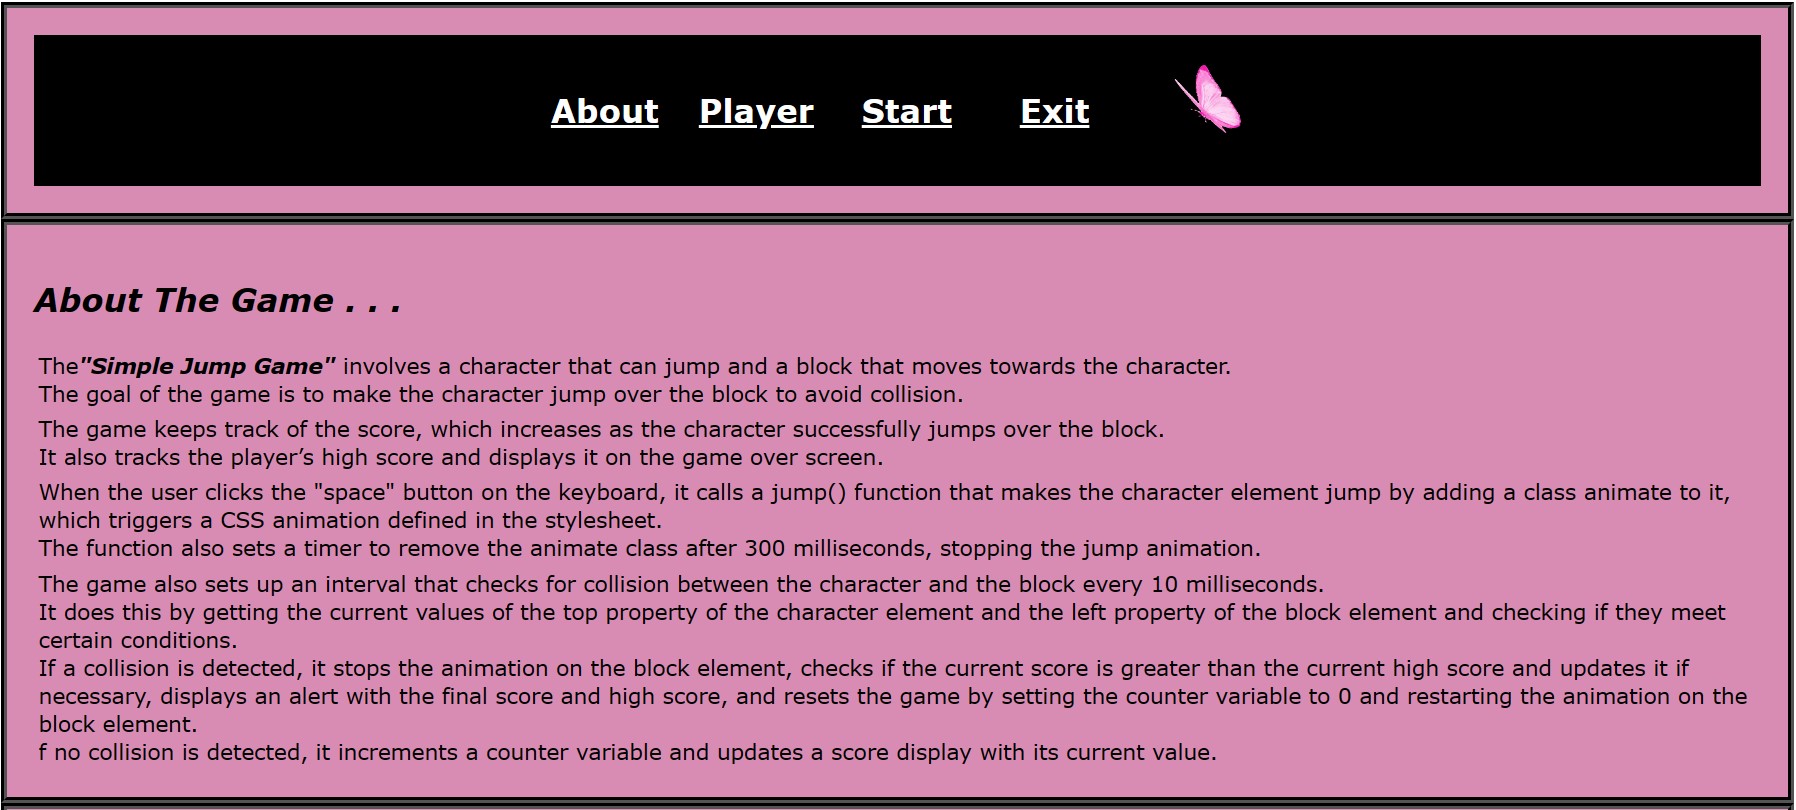 About Player Start Exit
About The Game . . .
The"Simple Jump Game" involves a character that can jump and a block that moves towards the character.
The goal of the game is to make the character jump over the block to avoid collision.
The game keeps track of the score, which increases as the character successfully jumps over the block.
It also tracks the player’s high score and displays it on the game over screen.
When the user clicks the "space" button on the keyboard, it calls a jump() function that makes the character element jump by adding a class animate to it,
which triggers a CSS animation defined in the stylesheet.
The function also sets a timer to remove the animate class after 300 milliseconds, stopping the jump animation.
The game also sets up an interval that checks for collision between the character and the block every 10 milliseconds.
It does this by getting the current values of the top property of the character element and the left property of the block element and checking if they meet
certain conditions.
If a collision is detected, it stops the animation on the block element, checks if the current score is greater than the current high score and updates it if
necessary, displays an alert with the final score and high score, and resets the game by setting the counter variable to 0 and restarting the animation on the
block element.
f no collision is detected, it increments a counter variable and updates a score display with its current value.